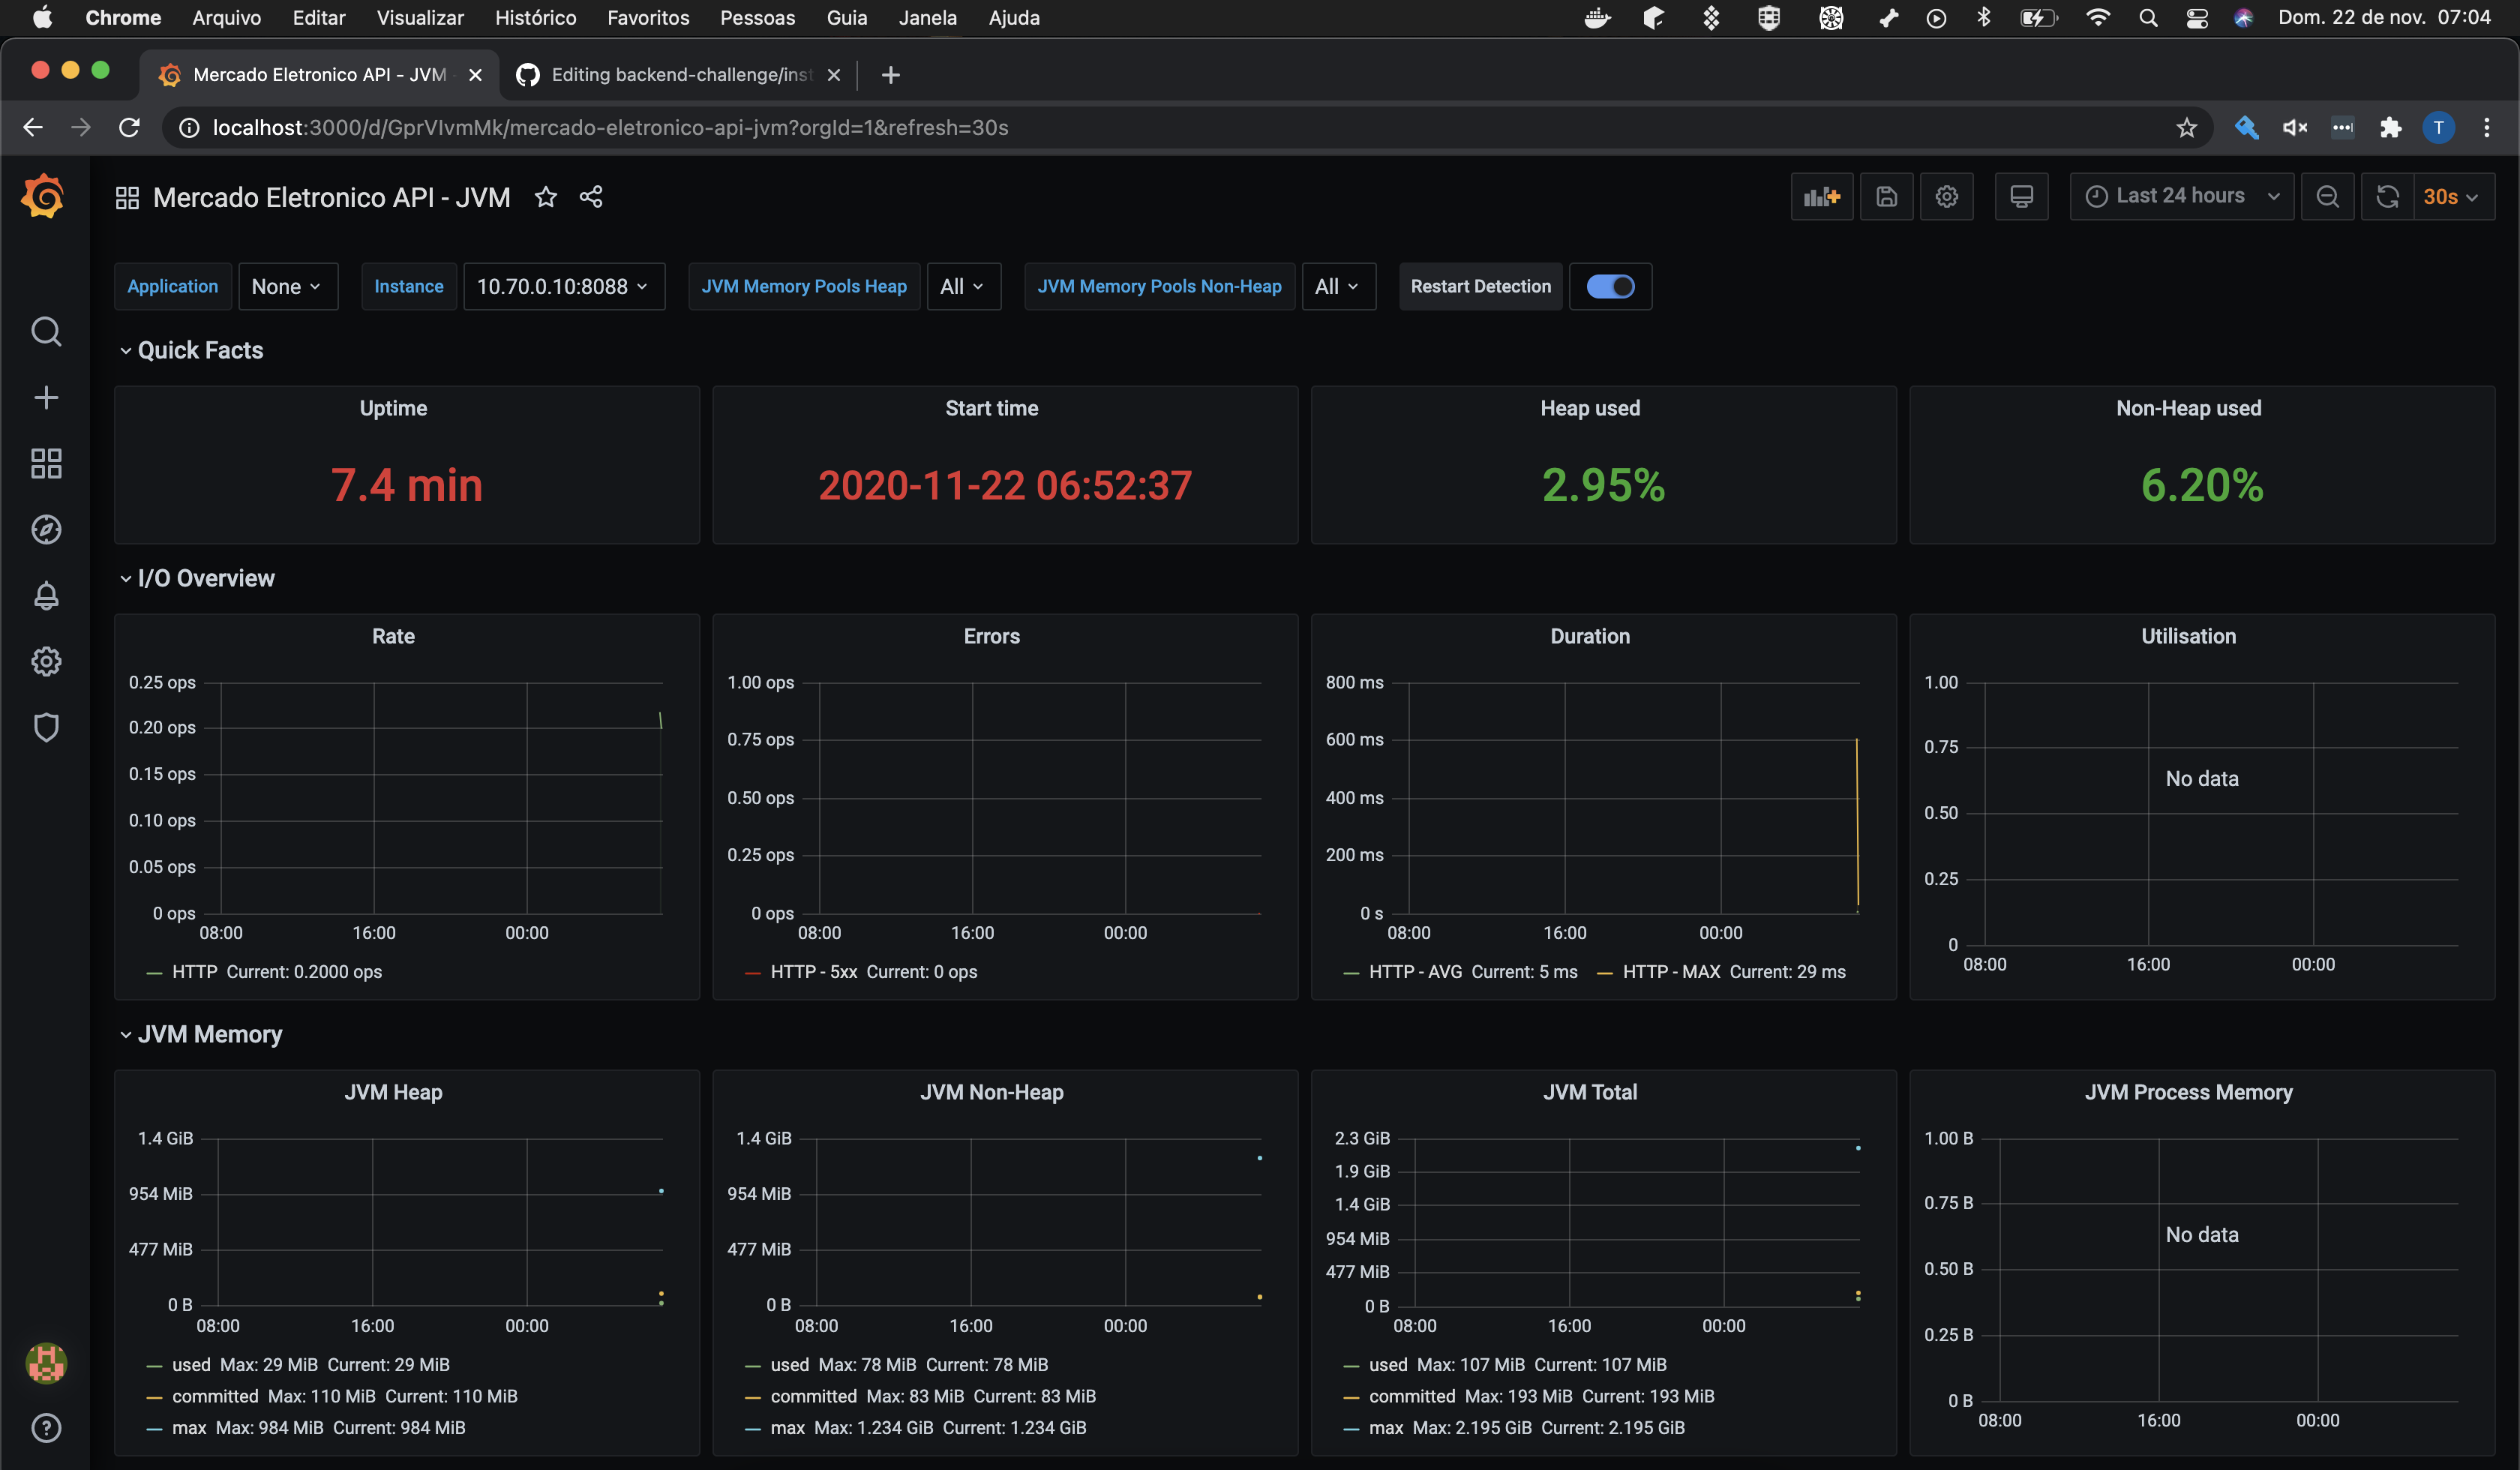 Chrome Arquivo Editar Visualizar Histórico Favoritos Pessoas Guia Janela Ajuda Dom. 22 de nov. 07:04
Mercado Eletronico API - JVM Editing backend-challenge/inst
localhost:3000/d/GprVIvmMk/mercado-eletronico-api-jvm?orgId=1&refresh=30s T
Mercado Eletronico API - JVM Last 24 hours 30s
Application None Instance 10.70.0.10:8088 JVM Memory Pools Heap All JVM Memory Pools Non-Heap All Restart Detection
Quick Facts
Uptime Start time Heap used Non-Heap used
7.4 min 2020-11-22 06:52:37 2.95% 6.20%
I/O Overview
Rate
0.25 ops
0.20 ops
0.15 ops
0.10 ops
0.05 ops
0 ops
08:00 16:00 00:00
HTTP Current: 0.2000 ops
Errors
1.00 ops
0.75 ops
0.50 ops
0.25 ops
0 ops
08:00 16:00 00:00
HTTP - 5xx Current: 0 ops
Duration
800 ms
600 ms
400 ms
200 ms
0 s
08:00 16:00 00:00
HTTP - AVG Current: 5 ms HTTP - MAX Current: 29 ms
Utilisation
1.00
0.75
No data
0.50
0.25
0
08:00 16:00 00:00
JVM Memory
JVM Heap
1.4 GiB
954 MiB
477 MiB
0 B
08:00 16:00 00:00
used Max: 29 MiB Current: 29 MiB
committed Max: 110 MiB Current: 110 MiB
max Max: 984 MiB Current: 984 MiB
JVM Non-Heap
1.4 GiB
954 MiB
477 MiB
0 B
08:00 16:00 00:00
used Max: 78 MiB Current: 78 MiB
committed Max: 83 MiB Current: 83 MiB
max Max: 1.234 GiB Current: 1.234 GiB
JVM Total
2.3 GiB
1.9 GiB
1.4 GiB
954 MiB
477 MiB
0 B
08:00 16:00 00:00
used Max: 107 MiB Current: 107 MiB
committed Max: 193 MiB Current: 193 MiB
max Max: 2.195 GiB Current: 2.195 GiB
JVM Process Memory
1.00 B
0.75 B
No data
0.50 B
0.25 B
0 B
08:00 16:00 00:00